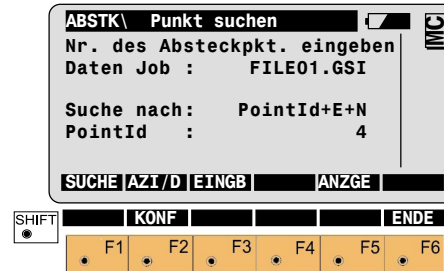 ABSTK\ Punkt suchen
MC
Nr. des Absteckpkt. eingeben
Daten Job : FILE01.GSI
Suche nach: PointId+E+N
PointId : 4
SUCHE AZI/D EINGB ANZGE
SHIFT KONF ENDE
F1 F2 F3 F4 F5 F6